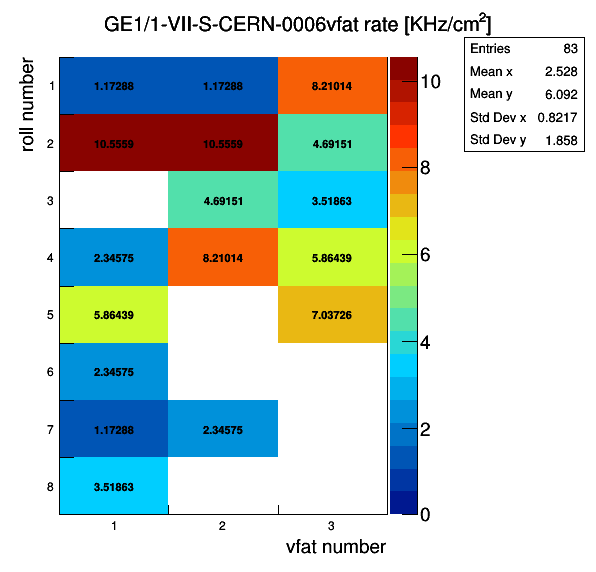 GE1/1-VII-S-CERN-0006vfat rate [KHz/cm²]
Entries 83
Mean x 2.528
Mean y 6.092
Std Dev x 0.8217
Std Dev y 1.858
roll number
1 1.17288 1.17288 8.21014
2 10.5559 10.5559 4.69151
3 4.69151 3.51863
4 2.34575 8.21014 5.86439
5 5.86439 7.03726
6 2.34575
7 1.17288 2.34575
8 3.51863
1 2 3
vfat number
10
8
6
4
2
0